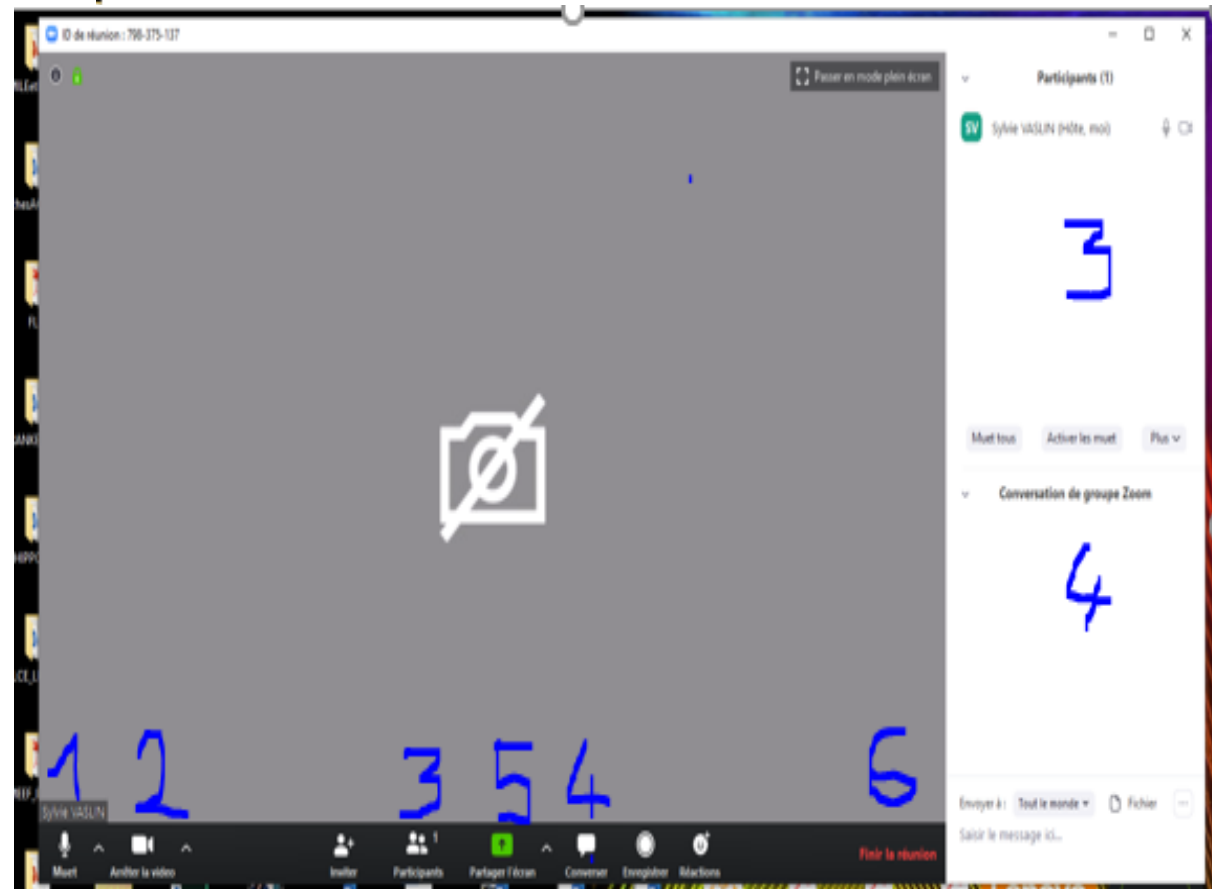 ID de réunion : 798-375-137
Passer en mode plein écran
Participants (1)
SV Sylvie VASLIN (Hôte, moi)
3
Muet tous Activer les muet Plus
Conversation de groupe Zoom
4
1 2 3 5 4 6
Sylvie VASLIN
Envoyer à : Tout le monde Fichier ...
Saisir le message ici...
Muet Arrêter la vidéo Inviter Participants 1 Partager l'écran Converser Enregistrer Réactions Finir la réunion